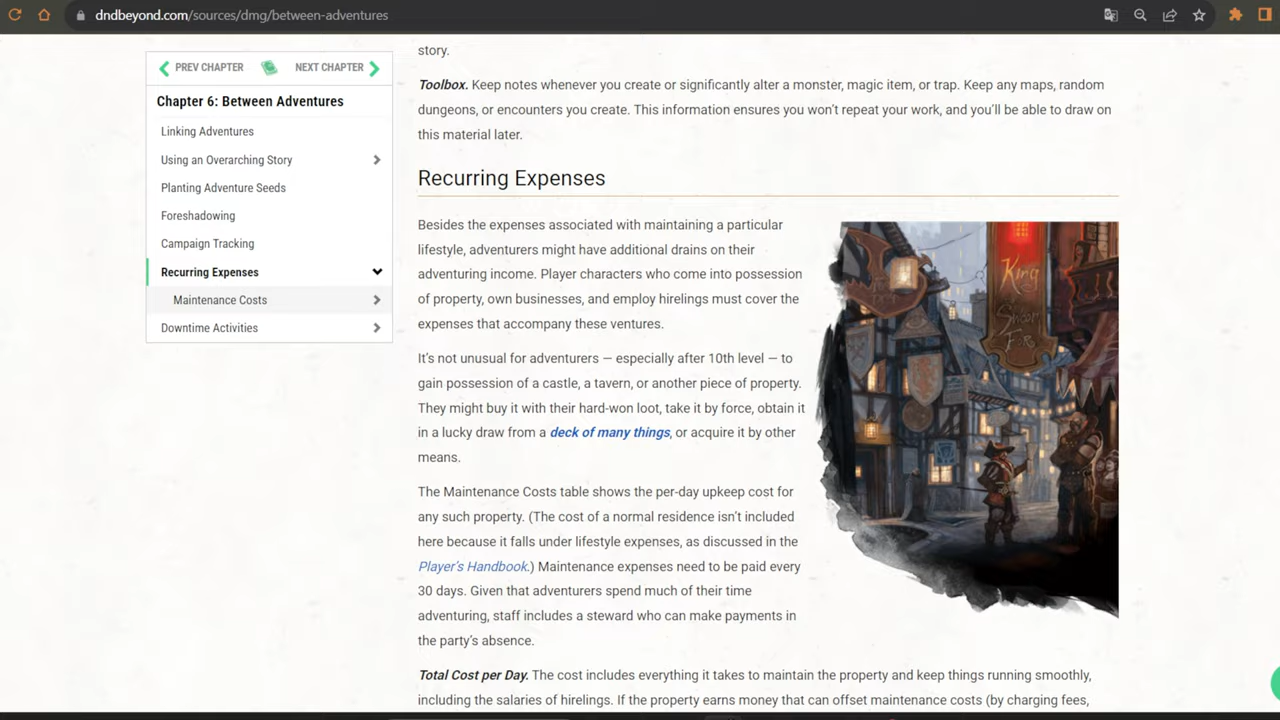 dndbeyond.com/sources/dmg/between-adventures
PREV CHAPTER
NEXT CHAPTER
Chapter 6: Between Adventures
Linking Adventures
Using an Overarching Story
Planting Adventure Seeds
Foreshadowing
Campaign Tracking
Recurring Expenses
Maintenance Costs
Downtime Activities
story.
Toolbox. Keep notes whenever you create or significantly alter a monster, magic item, or trap. Keep any maps, random
dungeons, or encounters you create. This information ensures you won't repeat your work, and you'll be able to draw on
this material later.
Recurring Expenses
Besides the expenses associated with maintaining a particular
lifestyle, adventurers might have additional drains on their
adventuring income. Player characters who come into possession
of property, own businesses, and employ hirelings must cover the
expenses that accompany these ventures.
It's not unusual for adventurers — especially after 10th level — to
gain possession of a castle, a tavern, or another piece of property.
They might buy it with their hard-won loot, take it by force, obtain it
in a lucky draw from a deck of many things, or acquire it by other
means.
The Maintenance Costs table shows the per-day upkeep cost for
any such property. (The cost of a normal residence isn't included
here because it falls under lifestyle expenses, as discussed in the
Player's Handbook.) Maintenance expenses need to be paid every
30 days. Given that adventurers spend much of their time
adventuring, staff includes a steward who can make payments in
the party's absence.
Total Cost per Day. The cost includes everything it takes to maintain the property and keep things running smoothly,
including the salaries of hirelings. If the property earns money that can offset maintenance costs (by charging fees,
King